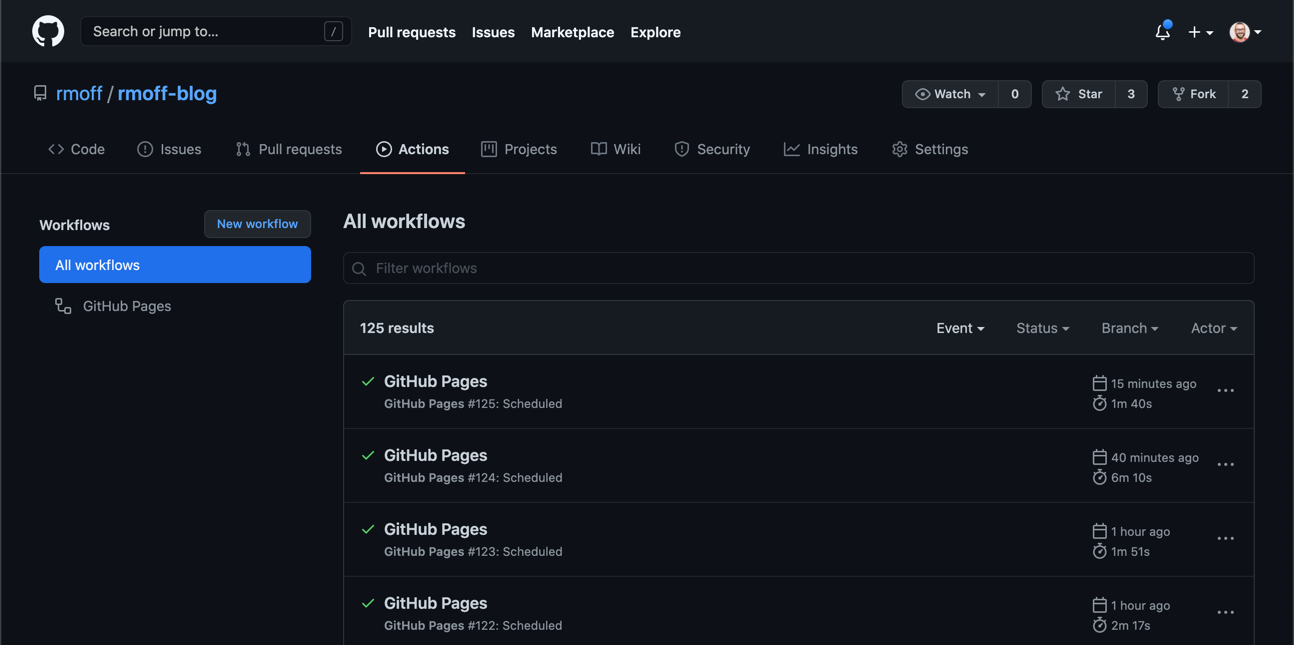 Search or jump to... / Pull requests Issues Marketplace Explore
rmoff / rmoff-blog Watch 0 Star 3 Fork 2
Code Issues Pull requests Actions Projects Wiki Security Insights Settings
Workflows New workflow
All workflows
GitHub Pages
All workflows
Filter workflows
125 results Event Status Branch Actor
GitHub Pages
GitHub Pages #125: Scheduled
15 minutes ago
1m 40s
GitHub Pages
GitHub Pages #124: Scheduled
40 minutes ago
6m 10s
GitHub Pages
GitHub Pages #123: Scheduled
1 hour ago
1m 51s
GitHub Pages
GitHub Pages #122: Scheduled
1 hour ago
2m 17s